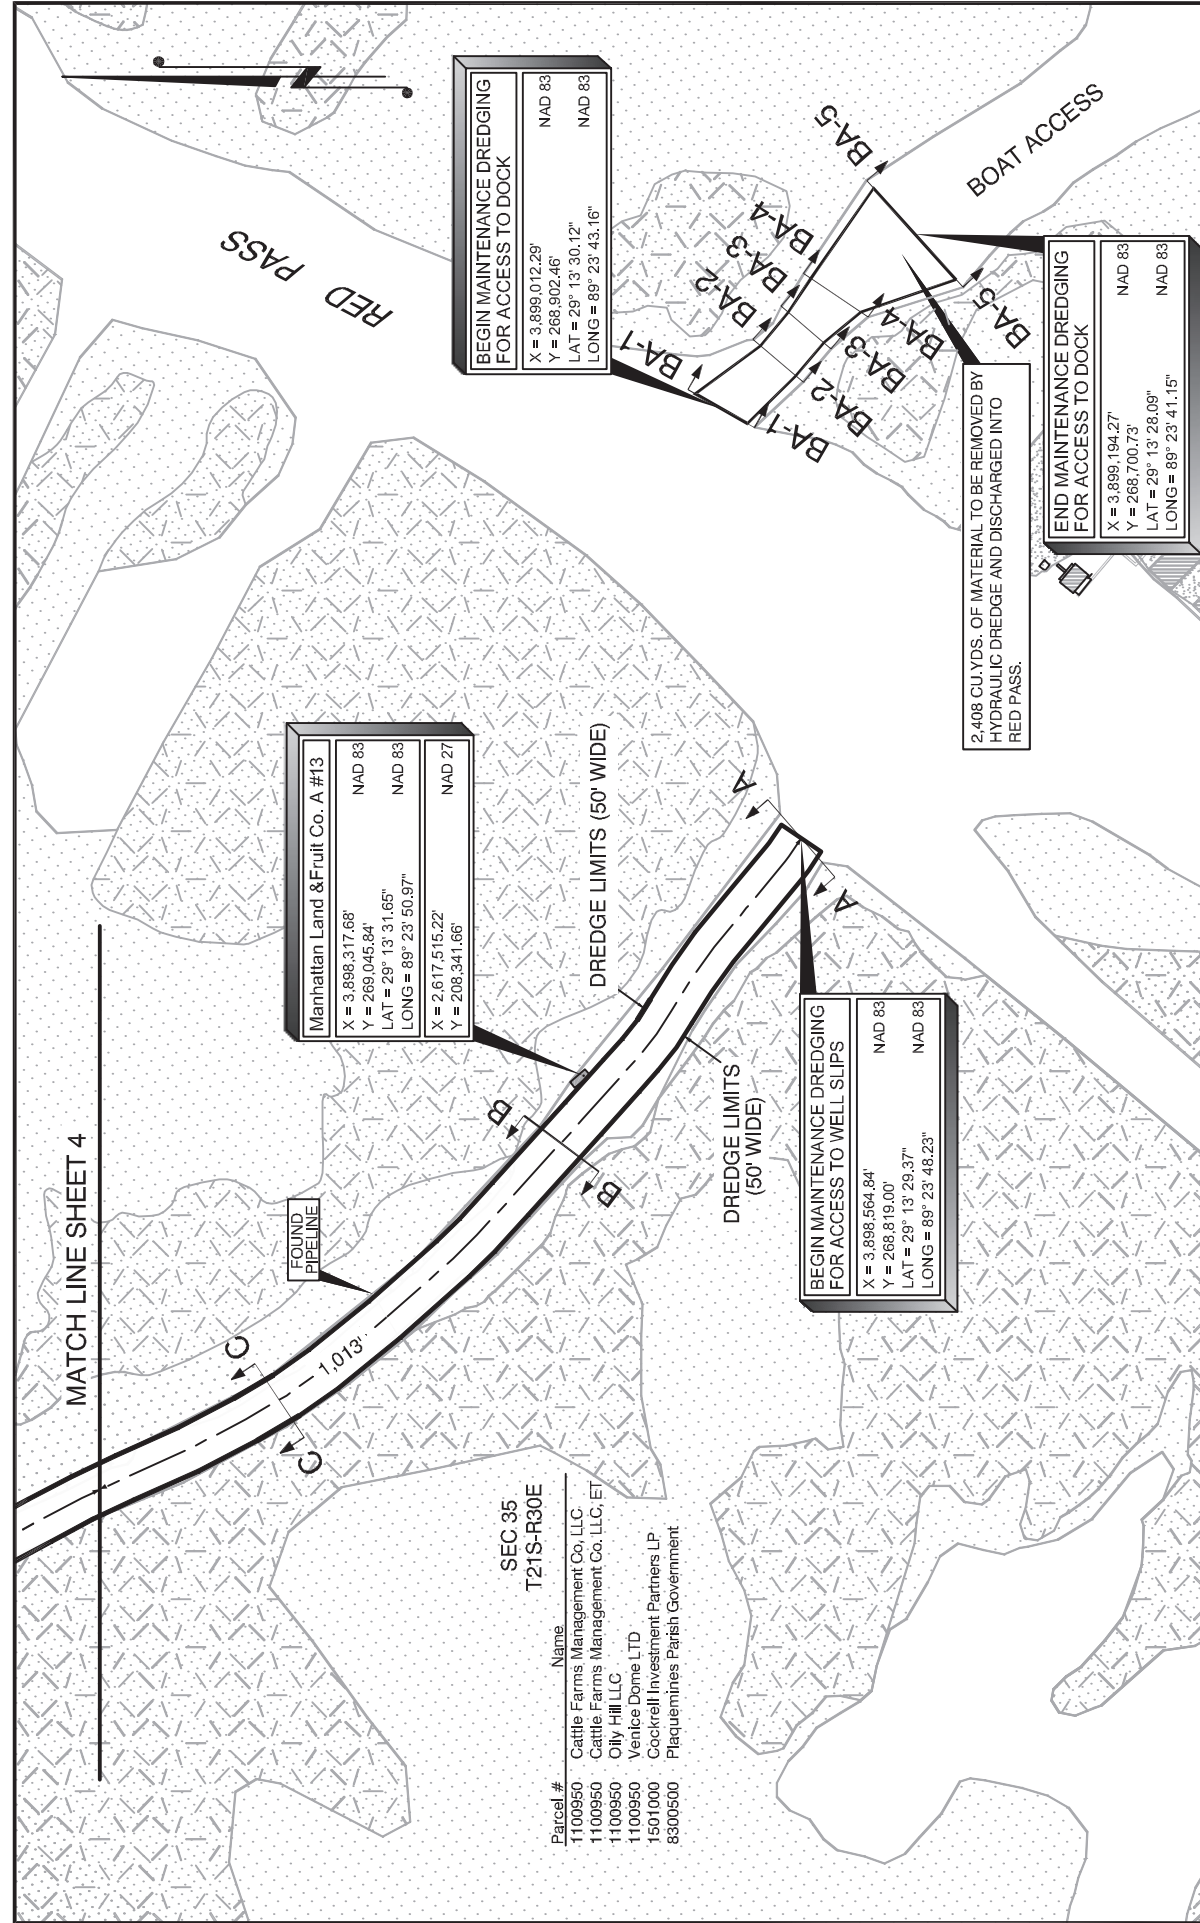 MATCH LINE SHEET 4
RED PASS
FOUND
PIPELINE
Manhattan Land & Fruit Co. A #13
X = 3,898,317.68' NAD 83
Y = 269,045.84'
LAT = 29° 13' 31.65" NAD 83
LONG = 89° 23' 50.97"
X = 2,617,515.22' NAD 27
Y = 208,341.66'
BEGIN MAINTENANCE DREDGING
FOR ACCESS TO DOCK
X = 3,899,012.29' NAD 83
Y = 268,902.46'
LAT = 29° 13' 30.12" NAD 83
LONG = 89° 23' 43.16"
C
C
1,013'
B
B
A
A
DREDGE LIMITS (50' WIDE)
DREDGE LIMITS
(50' WIDE)
BA-1
BA-2
BA-3
BA-4
BA-5
BA-1
BA-2
BA-3
BA-4
BA-5
BOAT ACCESS
SEC 35
T21S-R30E
Parcel # Name
1100950 Cattle Farms Management Co, LLC
1100950 Cattle Farms Management Co. LLC, ET
1100950 Oily Hill LLC
1100950 Venice Dome LTD
1501000 Cockrell Investment Partners LP
8300500 Plaquemines Parish Government
BEGIN MAINTENANCE DREDGING
FOR ACCESS TO WELL SLIPS
X = 3,898,564.84' NAD 83
Y = 268,819.00'
LAT = 29° 13' 29.37" NAD 83
LONG = 89° 23' 48.23"
2,408 CU.YDS. OF MATERIAL TO BE REMOVED BY
HYDRAULIC DREDGE AND DISCHARGED INTO
RED PASS.
END MAINTENANCE DREDGING
FOR ACCESS TO DOCK
X = 3,899,194.27' NAD 83
Y = 268,700.73'
LAT = 29° 13' 28.09" NAD 83
LONG = 89° 23' 41.15"